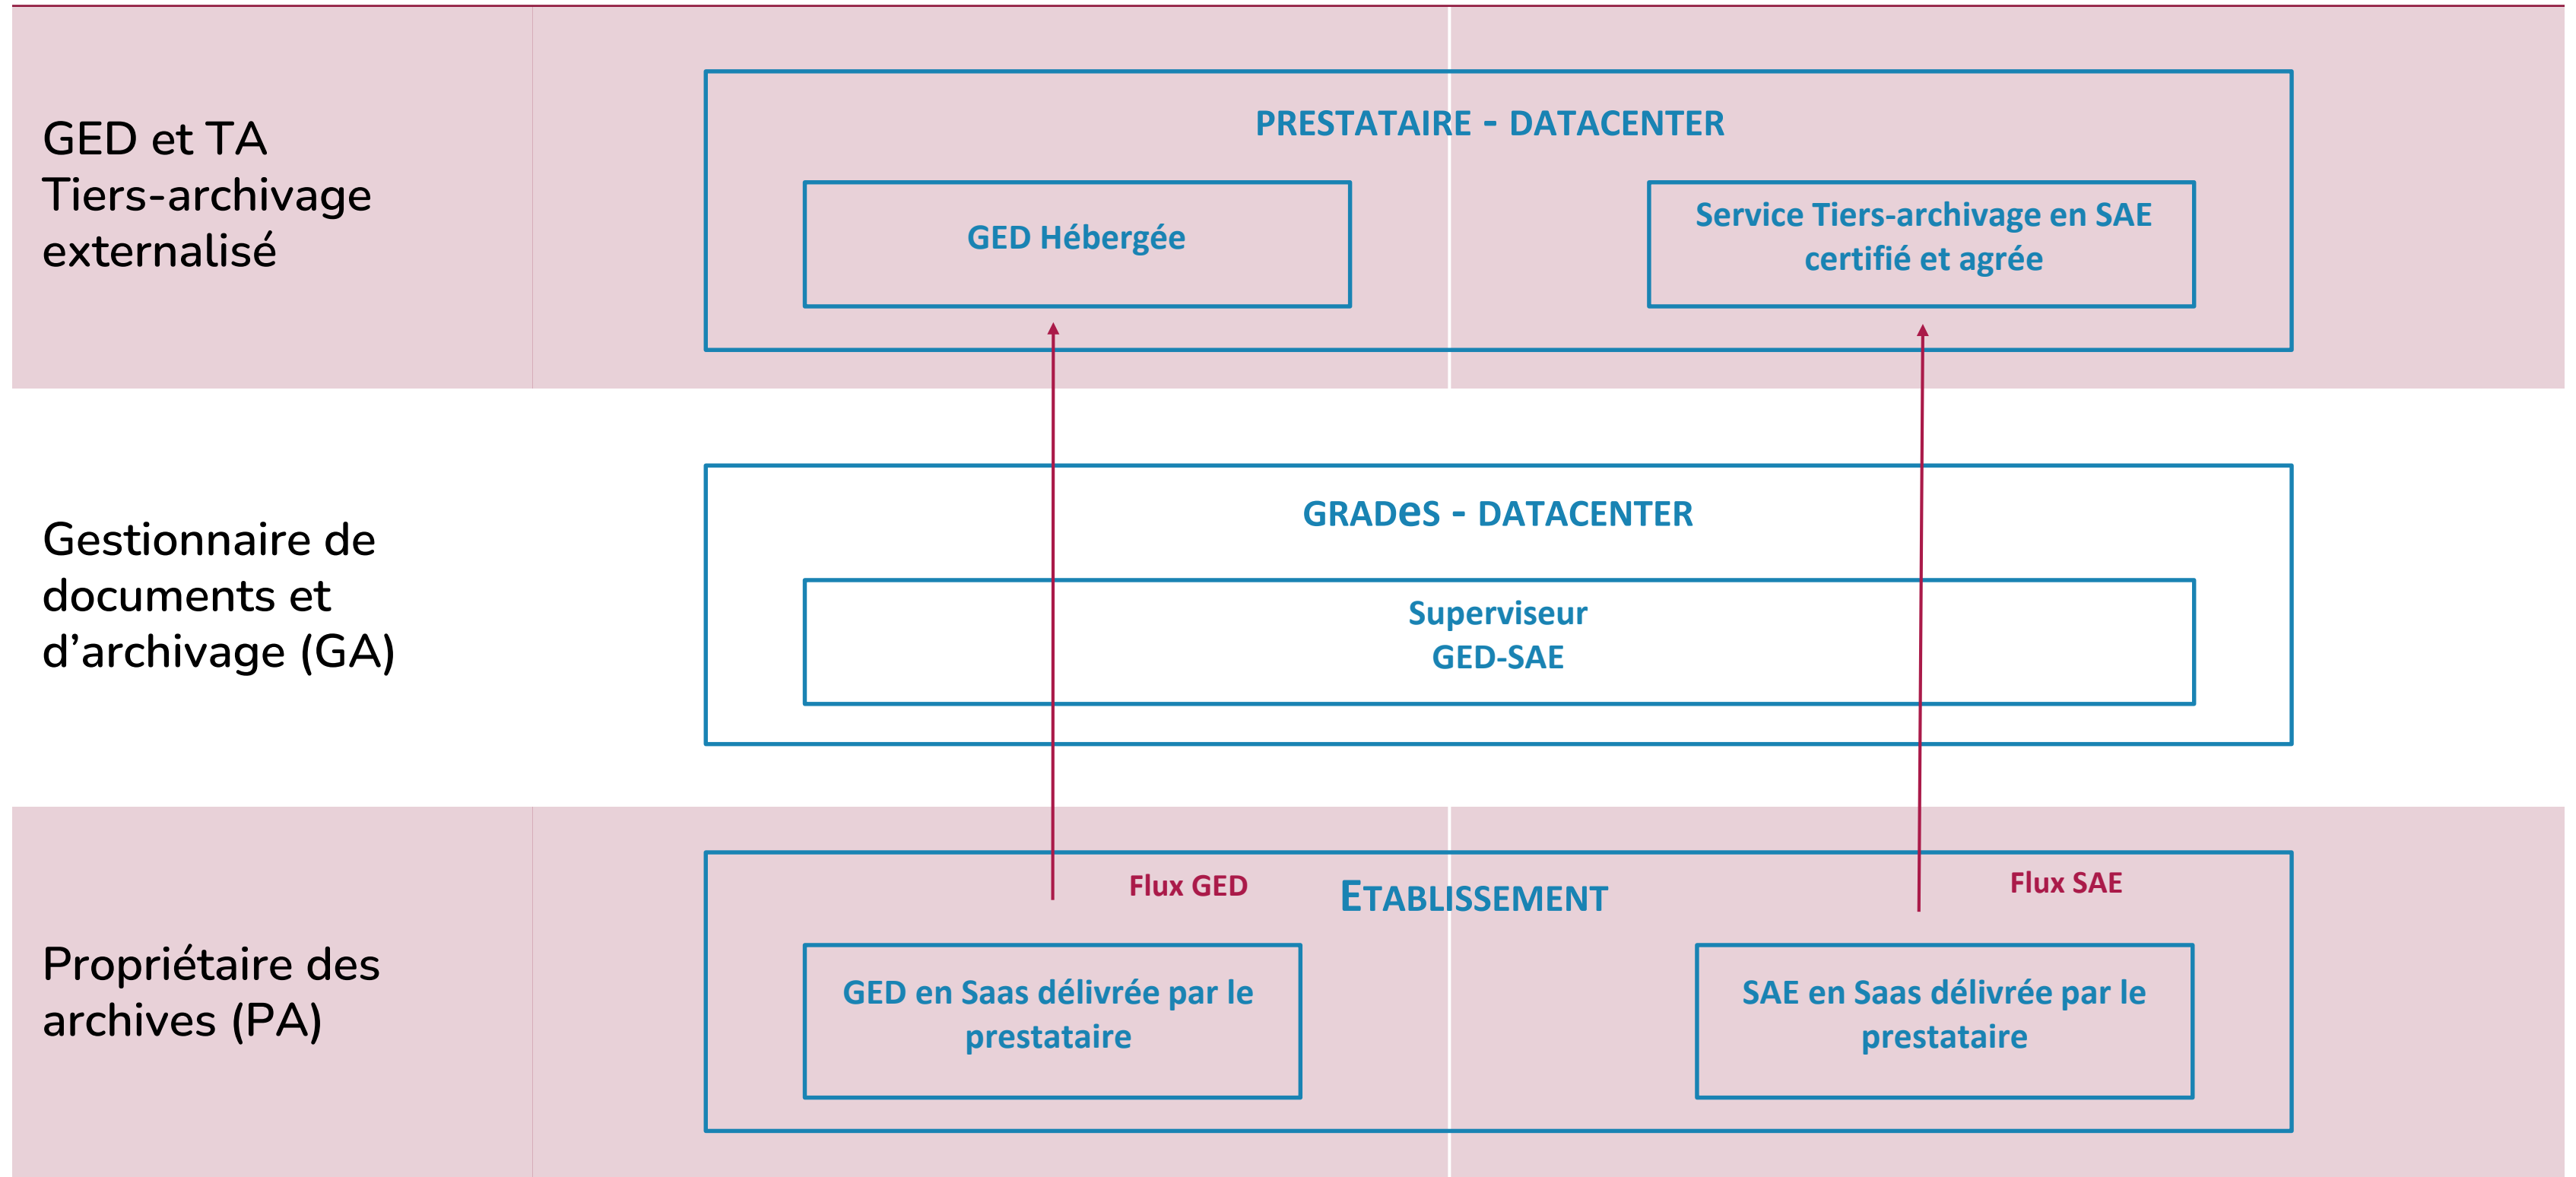 GED et TA
Tiers-archivage
externalisé
PRESTATAIRE - DATACENTER
GED Hébergée
Service Tiers-archivage en SAE
certifié et agrée
Gestionnaire de
documents et
d’archivage (GA)
GRADeS - DATACENTER
Superviseur
GED-SAE
Propriétaire des
archives (PA)
Flux GED
ETABLISSEMENT
Flux SAE
GED en Saas délivrée par le
prestataire
SAE en Saas délivrée par le
prestataire